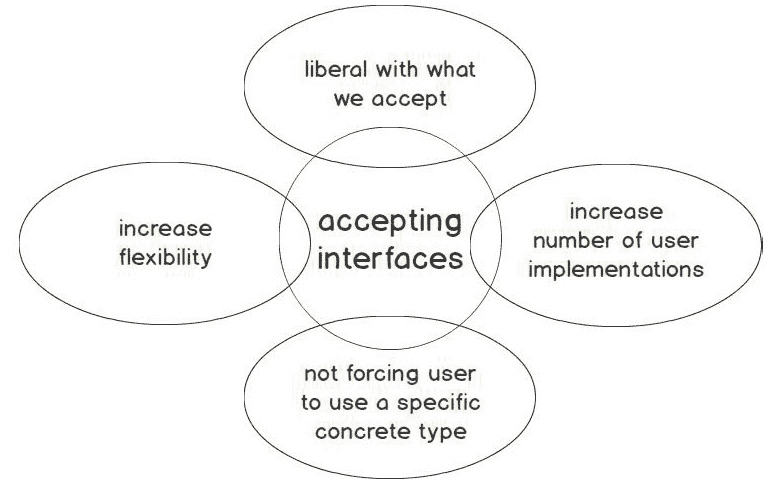 liberal with what
we accept
increase
flexibility
accepting
interfaces
increase
number of user
implementations
not forcing user
to use a specific
concrete type